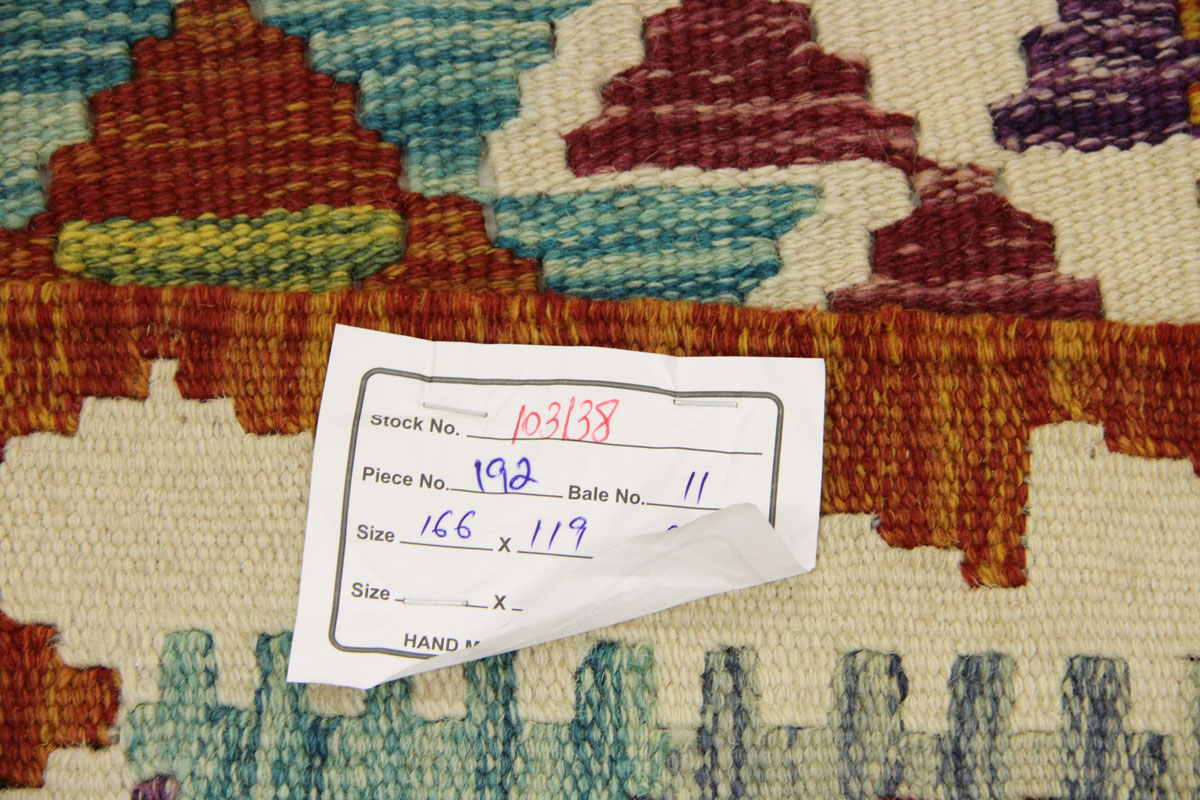 Stock No. 103138
Piece No. 192 Bale No. 11
Size 166 X 119
Size X
HAND